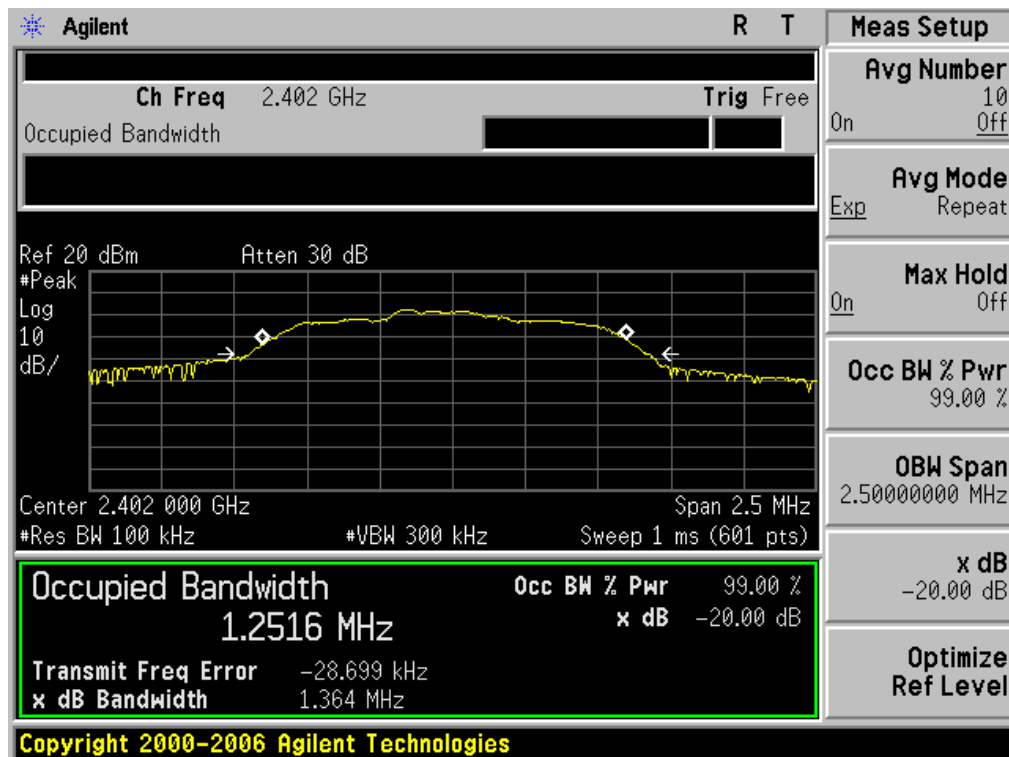 Agilent R T
Meas Setup
Ch Freq 2.402 GHz Trig Free
Occupied Bandwidth
Ref 20 dBm Atten 30 dB
#Peak
Log
10
dB/
Center 2.402 000 GHz Span 2.5 MHz
#Res BW 100 kHz #VBW 300 kHz Sweep 1 ms (601 pts)
Occupied Bandwidth
1.2516 MHz
Occ BW % Pwr 99.00 %
x dB -20.00 dB
Transmit Freq Error -28.699 kHz
x dB Bandwidth 1.364 MHz
Avg Number
10
On Off
Avg Mode
Exp Repeat
Max Hold
On Off
Occ BW % Pwr
99.00 %
OBW Span
2.50000000 MHz
x dB
-20.00 dB
Optimize
Ref Level
Copyright 2000-2006 Agilent Technologies